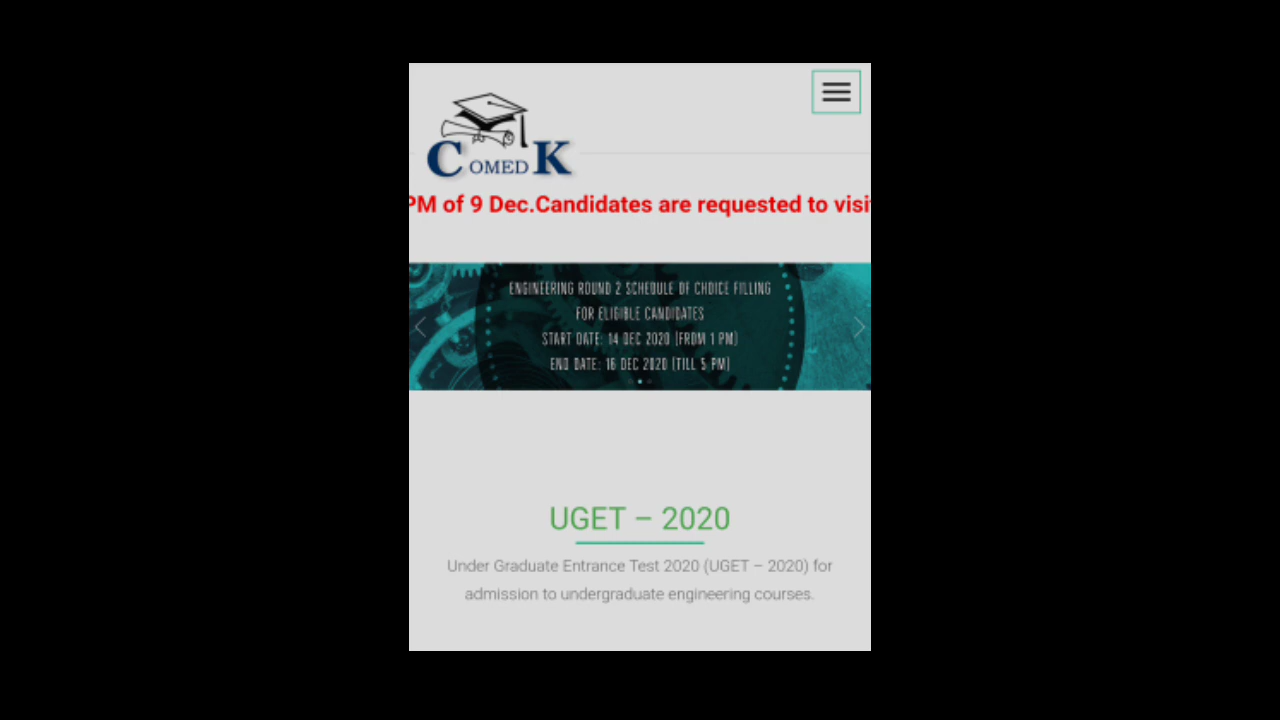 COMEDK
PM of 9 Dec.Candidates are requested to visit
ENGINEERING ROUND 2 SCHEDULE OF CHOICE FILLING
FOR ELIGIBLE CANDIDATES
START DATE: 14 DEC 2020 (FROM 1 PM)
END DATE: 16 DEC 2020 (TILL 5 PM)
UGET – 2020
Under Graduate Entrance Test 2020 (UGET – 2020) for
admission to undergraduate engineering courses.